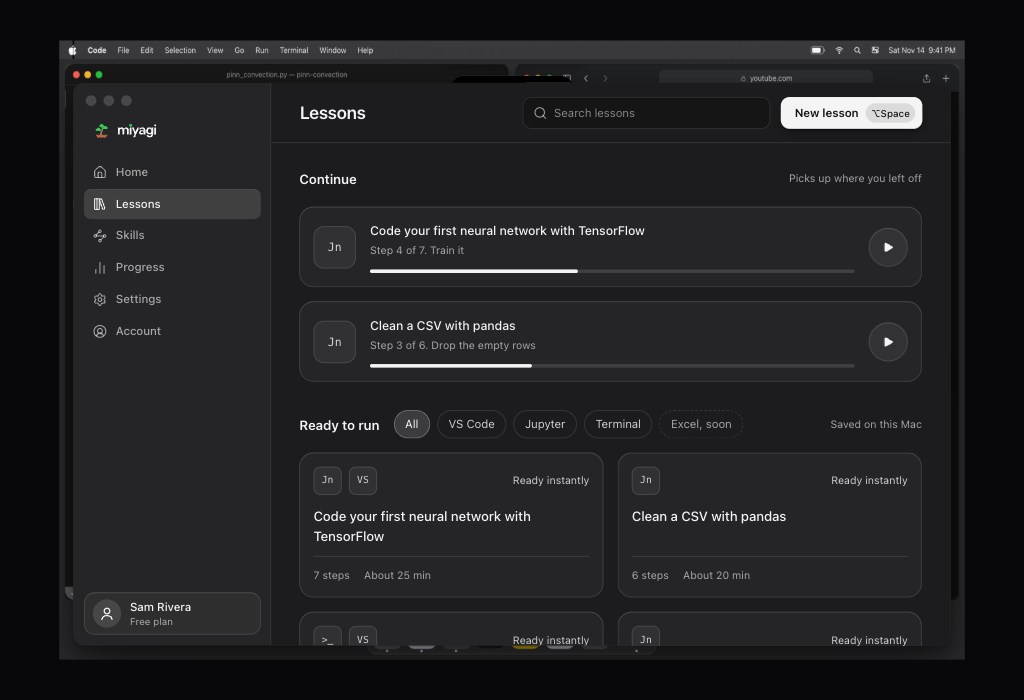 Code File Edit Selection View Go Run Terminal Window Help
Sat Nov 14 9:41 PM
pinn_convection.py — pinn-convection
youtube.com
miyagi
Home
Lessons
Skills
Progress
Settings
Account
Sam Rivera
Free plan
Lessons
Search lessons
New lesson ⌥Space
Continue
Picks up where you left off
Jn
Code your first neural network with TensorFlow
Step 4 of 7. Train it
Jn
Clean a CSV with pandas
Step 3 of 6. Drop the empty rows
Ready to run
All
VS Code
Jupyter
Terminal
Excel, soon
Saved on this Mac
Jn VS
Ready instantly
Code your first neural network with
TensorFlow
7 steps About 25 min
Jn
Ready instantly
Clean a CSV with pandas
6 steps About 20 min
>_ VS
Ready instantly
Jn
Ready instantly